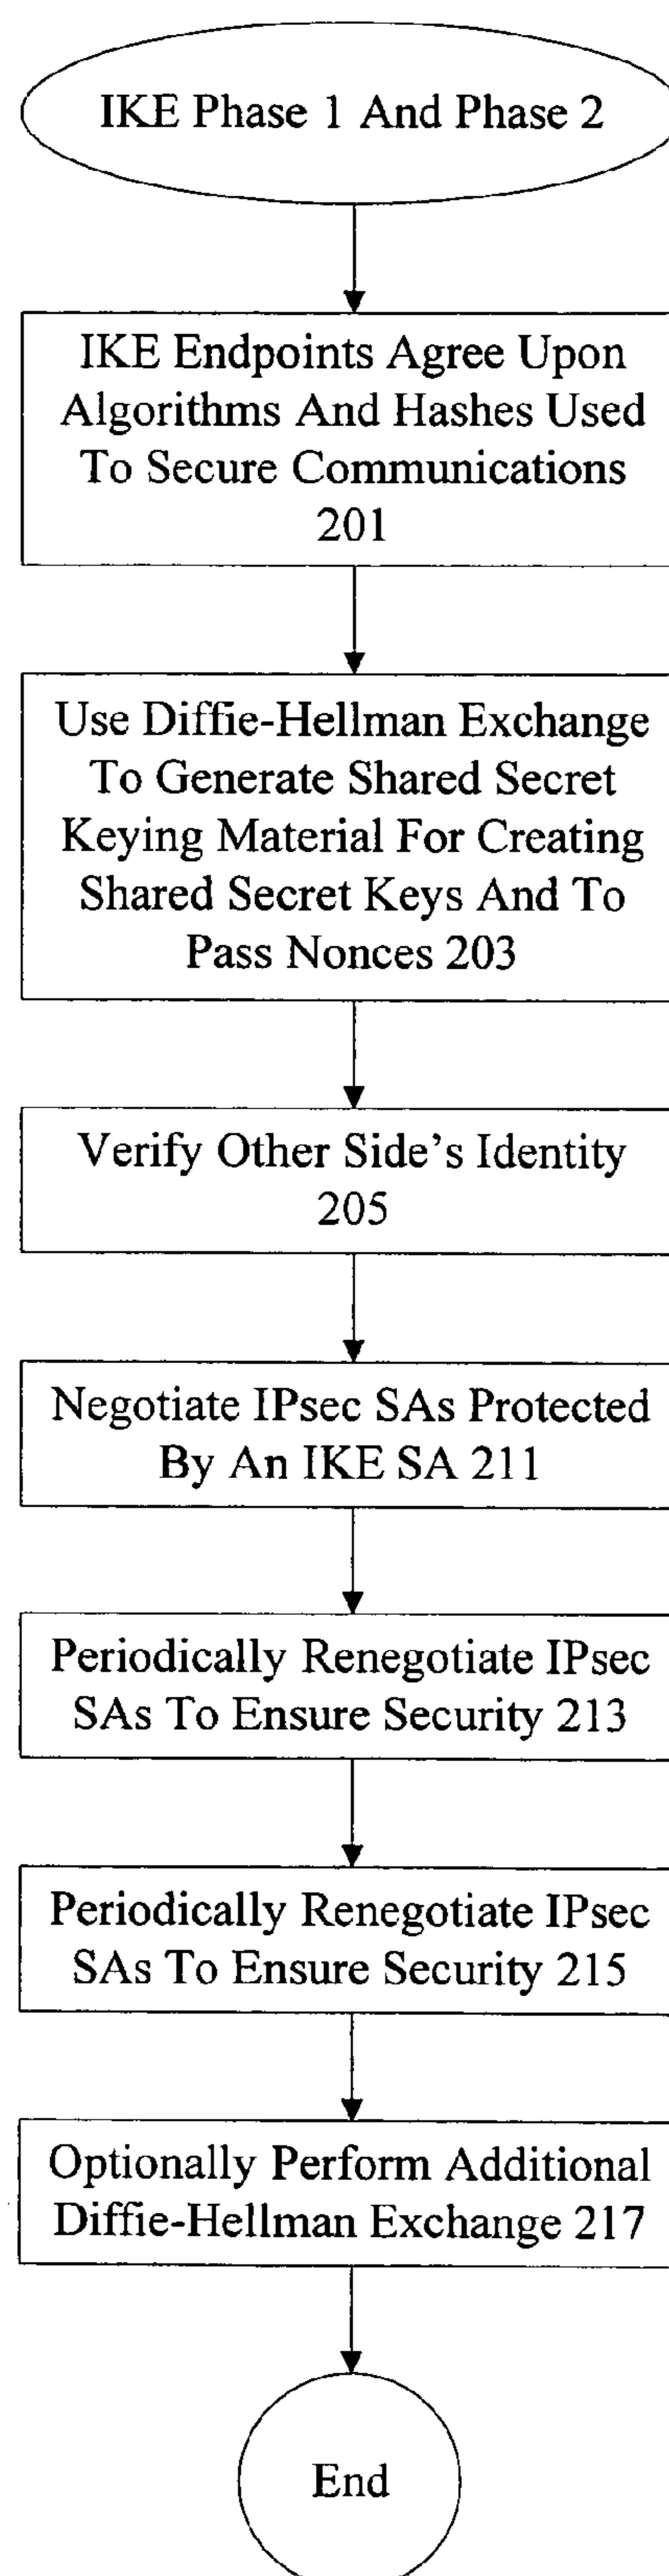 IKE Phase 1 And Phase 2
IKE Endpoints Agree Upon
Algorithms And Hashes Used
To Secure Communications
201
Use Diffie-Hellman Exchange
To Generate Shared Secret
Keying Material For Creating
Shared Secret Keys And To
Pass Nonces 203
Verify Other Side's Identity
205
Negotiate IPsec SAs Protected
By An IKE SA 211
Periodically Renegotiate IPsec
SAs To Ensure Security 213
Periodically Renegotiate IPsec
SAs To Ensure Security 215
Optionally Perform Additional
Diffie-Hellman Exchange 217
End